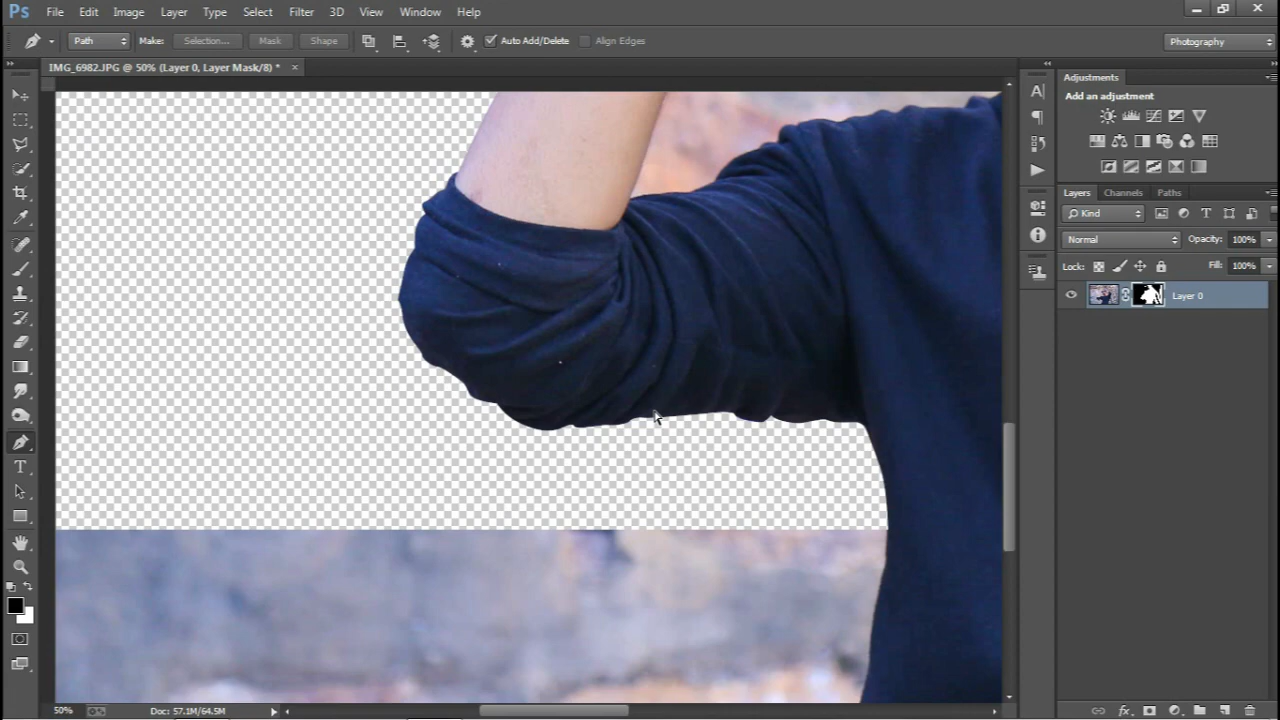 Ps File Edit Image Layer Type Select Filter 3D View Window Help
Path Make: Selection... Mask Shape Auto Add/Delete Align Edges Photography
IMG_6982.JPG @ 50% (Layer 0, Layer Mask/8) * ×
Adjustments
Add an adjustment
Layers Channels Paths
Kind
Normal Opacity: 100%
Lock: Fill: 100%
Layer 0
50% Doc: 57.1M/64.5M